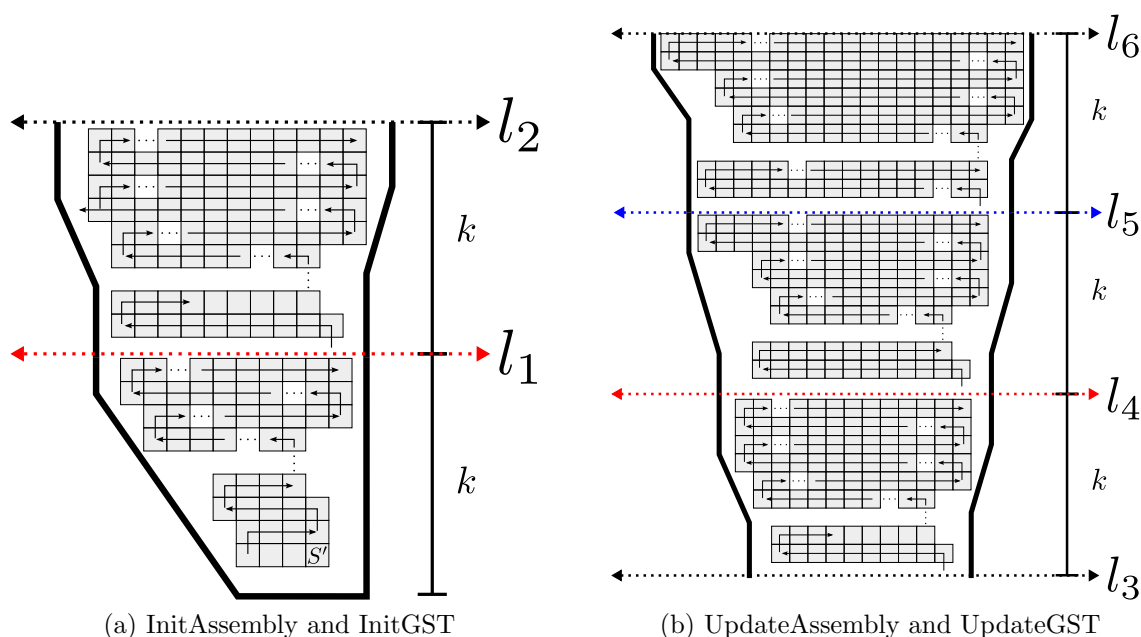 l₆
k
l₂
l₅
k
k
l₁
l₄
k
k
S′
l₃
(a) InitAssembly and InitGST
(b) UpdateAssembly and UpdateGST